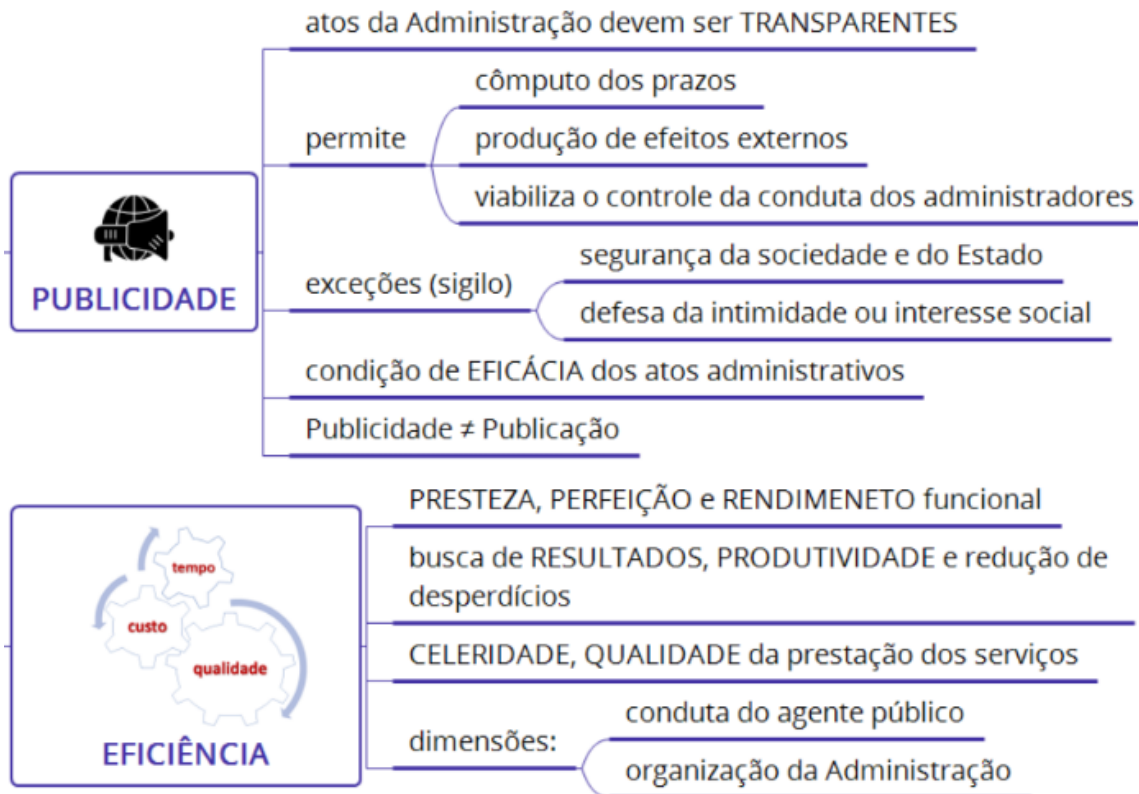 atos da Administração devem ser TRANSPARENTES
permite
cômputo dos prazos
produção de efeitos externos
viabiliza o controle da conduta dos administradores
PUBLICIDADE
exceções (sigilo)
segurança da sociedade e do Estado
defesa da intimidade ou interesse social
condição de EFICÁCIA dos atos administrativos
Publicidade ≠ Publicação
tempo
custo
qualidade
EFICIÊNCIA
PRESTEZA, PERFEIÇÃO e RENDIMENETO funcional
busca de RESULTADOS, PRODUTIVIDADE e redução de
desperdícios
CELERIDADE, QUALIDADE da prestação dos serviços
dimensões:
conduta do agente público
organização da Administração